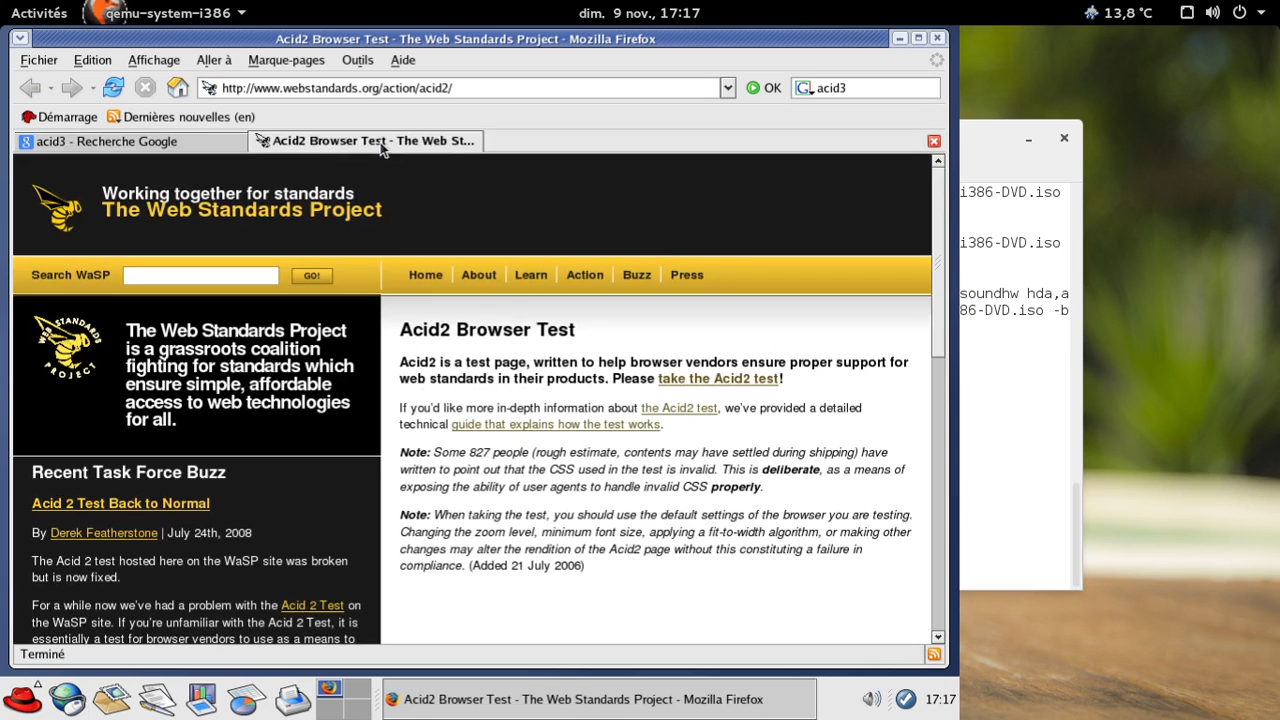 Activités
qemu-system-i386
dim. 9 nov., 17:17
13,8 °C
Acid2 Browser Test - The Web Standards Project - Mozilla Firefox
Fichier Edition Affichage Aller à Marque-pages Outils Aide
http://www.webstandards.org/action/acid2/
OK
acid3
Démarrage Dernières nouvelles (en)
acid3 - Recherche Google
Acid2 Browser Test - The Web St...
Working together for standards
The Web Standards Project
Search WaSP
GO!
Home About Learn Action Buzz Press
The Web Standards Project
is a grassroots coalition
fighting for standards which
ensure simple, affordable
access to web technologies
for all.
Recent Task Force Buzz
Acid 2 Test Back to Normal
By Derek Featherstone | July 24th, 2008
The Acid 2 test hosted here on the WaSP site was broken
but is now fixed.
For a while now we've had a problem with the Acid 2 Test on
the WaSP site. If you're unfamiliar with the Acid 2 Test, it is
essentially a test for browser vendors to use as a means to
Acid2 Browser Test
Acid2 is a test page, written to help browser vendors ensure proper support for
web standards in their products. Please take the Acid2 test!
If you'd like more in-depth information about the Acid2 test, we've provided a detailed
technical guide that explains how the test works.
Note: Some 827 people (rough estimate, contents may have settled during shipping) have
written to point out that the CSS used in the test is invalid. This is deliberate, as a means of
exposing the ability of user agents to handle invalid CSS properly.
Note: When taking the test, you should use the default settings of the browser you are testing.
Changing the zoom level, minimum font size, applying a fit-to-width algorithm, or making other
changes may alter the rendition of the Acid2 page without this constituting a failure in
compliance. (Added 21 July 2006)
Terminé
Acid2 Browser Test - The Web Standards Project - Mozilla Firefox
17:17
i386-DVD.iso
i386-DVD.iso
soundhw hda,a
86-DVD.iso -b